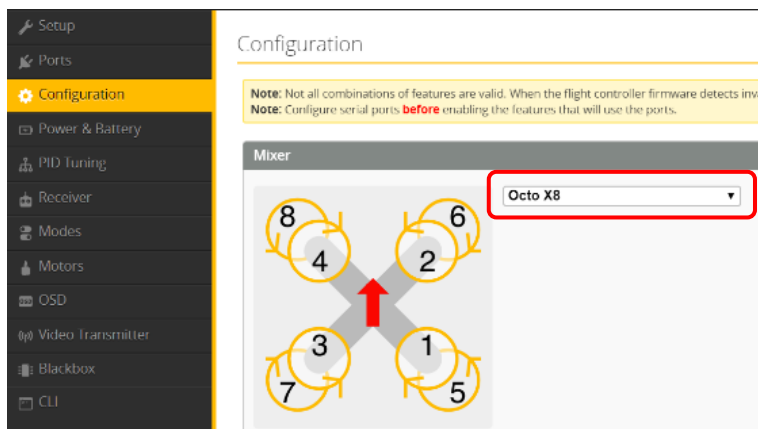 Setup
Ports
Configuration
Power & Battery
PID Tuning
Receiver
Modes
Motors
OSD
Video Transmitter
Blackbox
CLI
Configuration
Note: Not all combinations of features are valid. When the flight controller firmware detects inv
Note: Configure serial ports before enabling the features that will use the ports.
Mixer
Octo X8
8 6
4 2
3 1
7 5